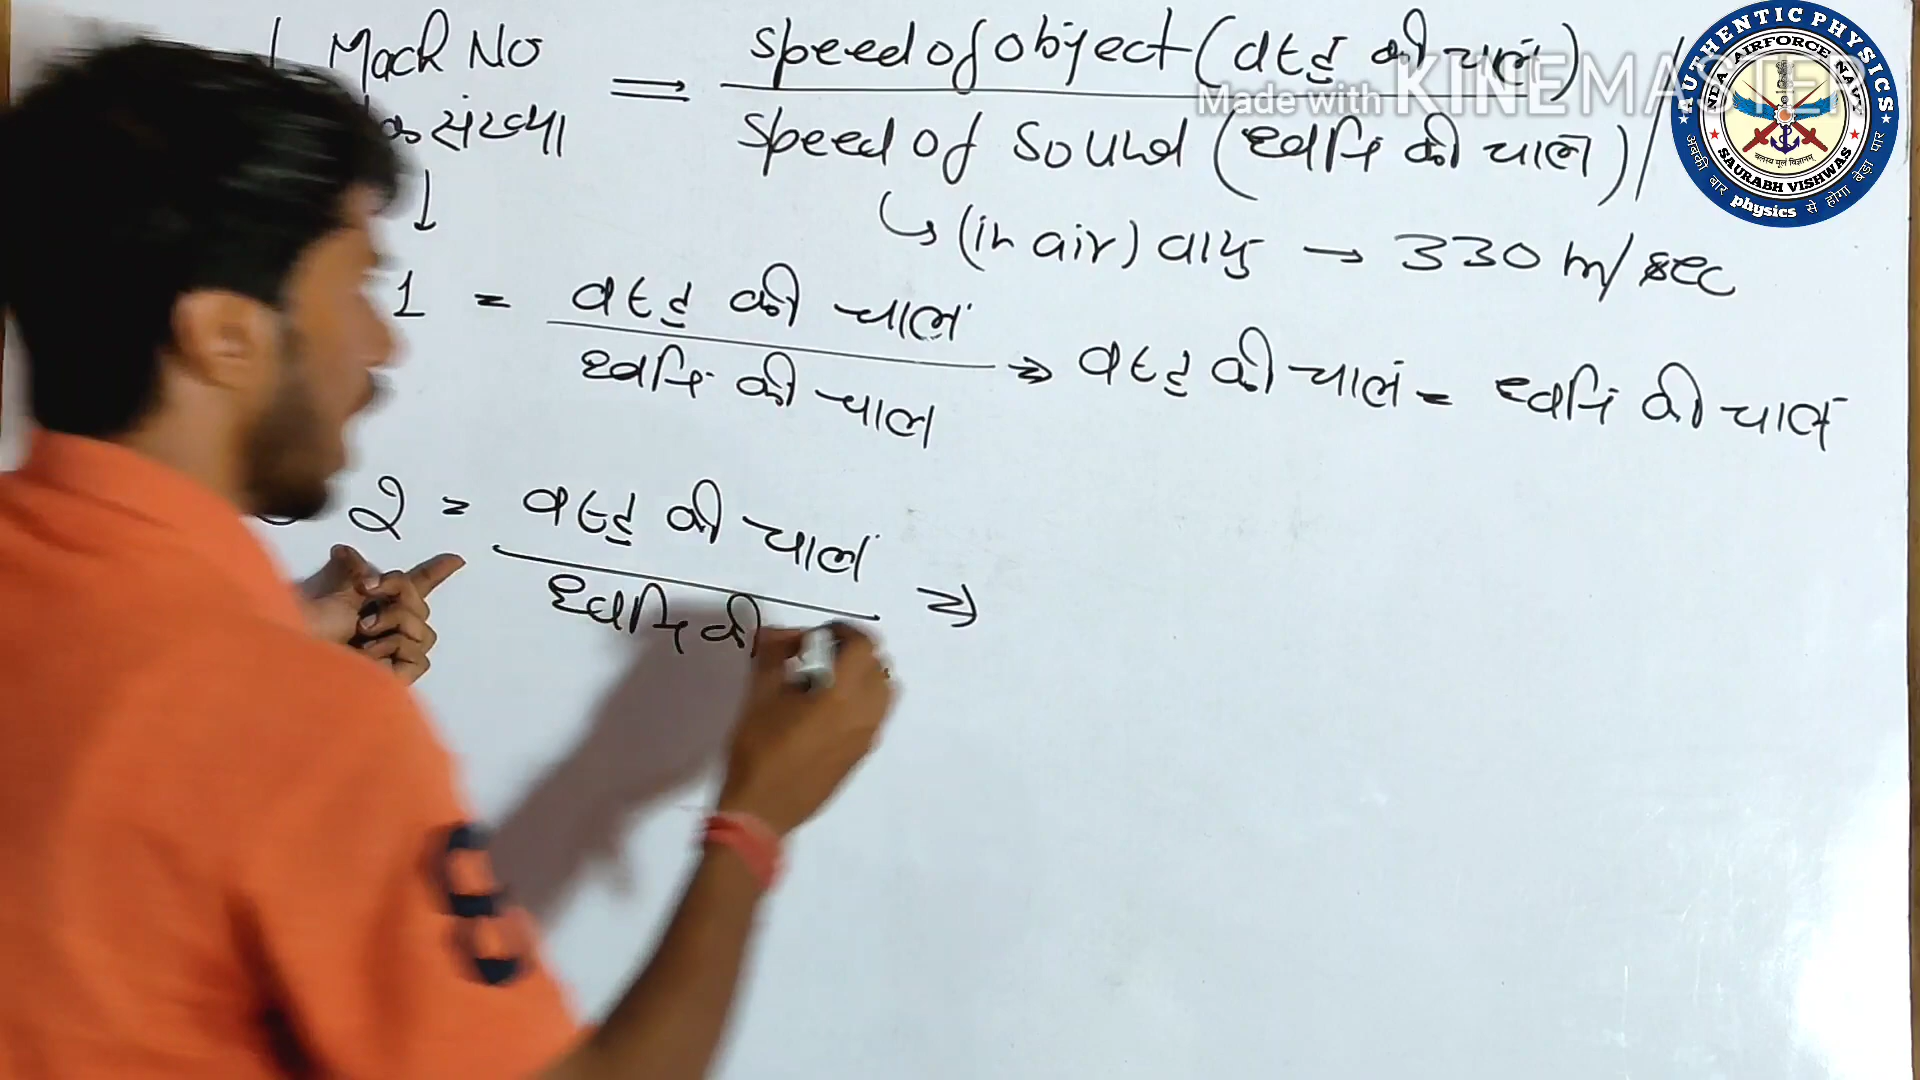 Mach No = speed of object (वस्तु की चाल)
संख्या
speed of sound (ध्वनि की चाल)
(in air) वायु → 330 m/sec
1 = वस्तु की चाल
ध्वनि की चाल
⇒ वस्तु की चाल = ध्वनि की चाल
2 = वस्तु की चाल ⇒
ध्वनि की
Made with KINEMASTER
AUTHENTIC PHYSICS
NDA AIRFORCE NAVY
SAURABH VISHWAS
अबकी बार physics से होगा बेड़ा पार